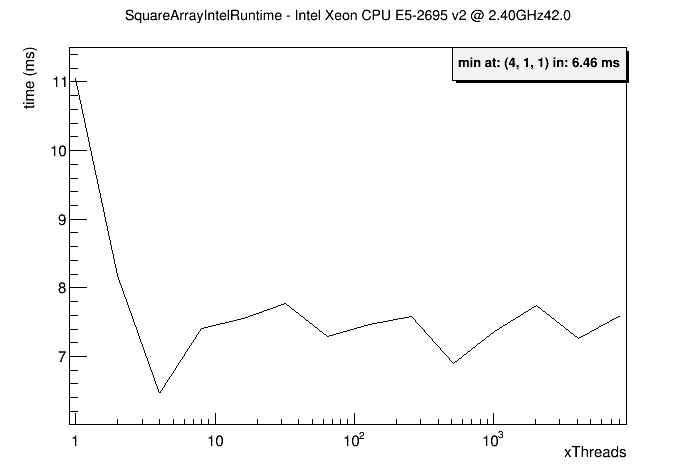 SquareArrayIntelRuntime - Intel Xeon CPU E5-2695 v2 @ 2.40GHz42.0
time (ms)
min at: (4, 1, 1) in: 6.46 ms
11
10
9
8
7
1 10 10² 10³
xThreads